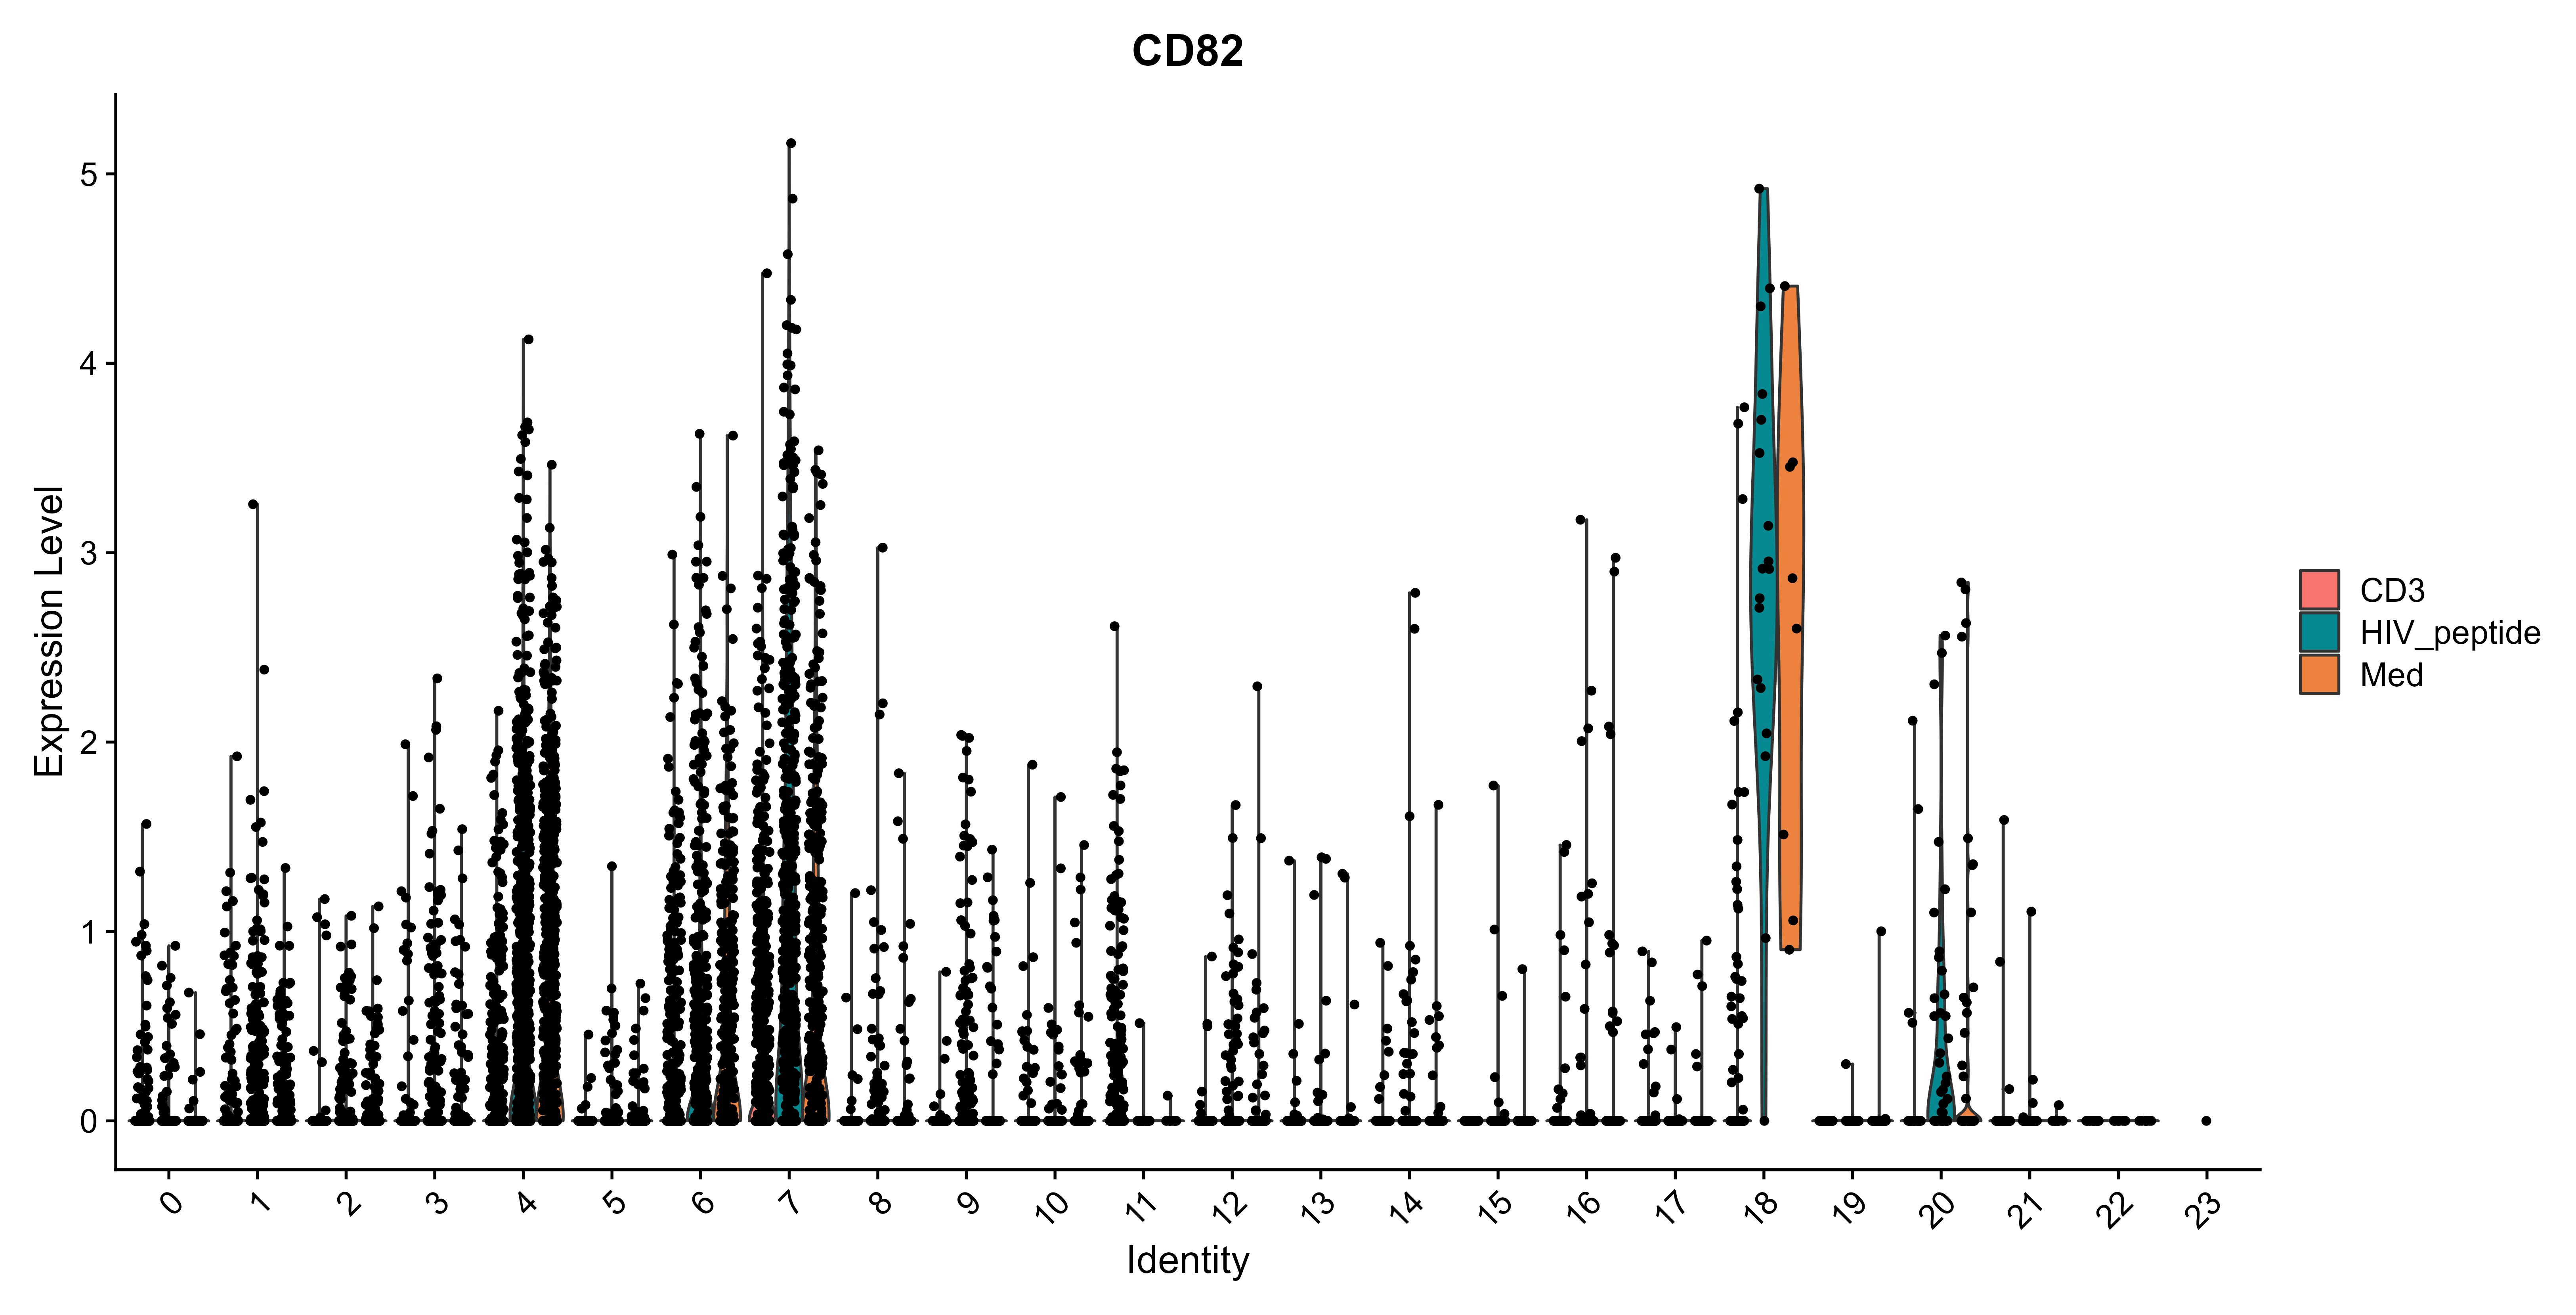 CD82
Expression Level
5
4
3
2
1
0
0 1 2 3 4 5 6 7 8 9 10 11 12 13 14 15 16 17 18 19 20 21 22 23
Identity
CD3
HIV_peptide
Med